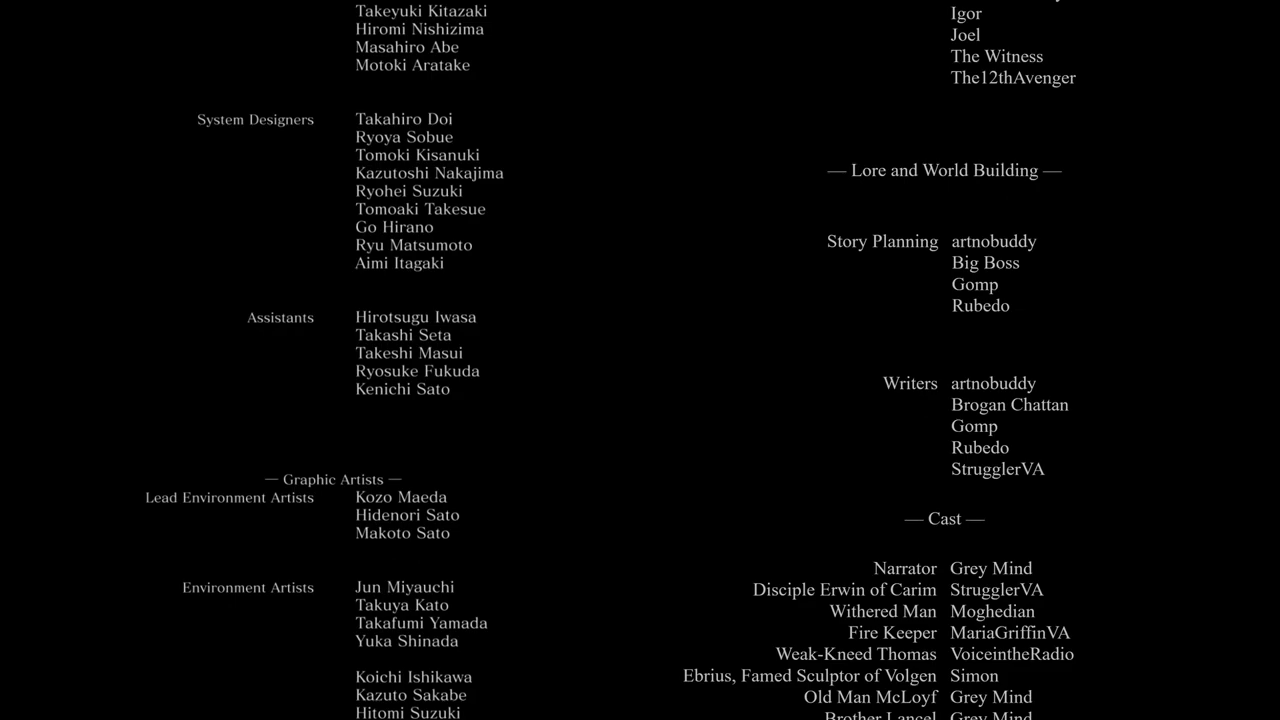 Takeyuki Kitazaki
Hiromi Nishizima
Masahiro Abe
Motoki Aratake
System Designers Takahiro Doi
Ryoya Sobue
Tomoki Kisanuki
Kazutoshi Nakajima
Ryohei Suzuki
Tomoaki Takesue
Go Hirano
Ryu Matsumoto
Aimi Itagaki
Assistants Hirotsugu Iwasa
Takashi Seta
Takeshi Masui
Ryosuke Fukuda
Kenichi Sato
— Graphic Artists —
Lead Environment Artists Kozo Maeda
Hidenori Sato
Makoto Sato
Environment Artists Jun Miyauchi
Takuya Kato
Takafumi Yamada
Yuka Shinada
Koichi Ishikawa
Kazuto Sakabe
Hitomi Suzuki
Igor
Joel
The Witness
The12thAvenger
— Lore and World Building —
Story Planning artnobuddy
Big Boss
Gomp
Rubedo
Writers artnobuddy
Brogan Chattan
Gomp
Rubedo
StrugglerVA
— Cast —
Narrator Grey Mind
Disciple Erwin of Carim StrugglerVA
Withered Man Moghedian
Fire Keeper MariaGriffinVA
Weak-Kneed Thomas VoiceintheRadio
Ebrius, Famed Sculptor of Volgen Simon
Old Man McLoyf Grey Mind
Brother Lancel Grey Mind